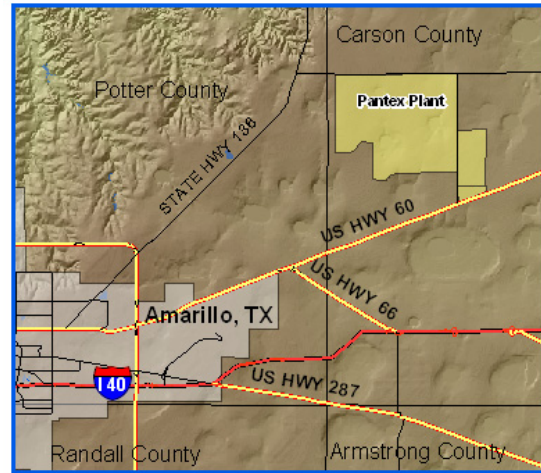 Carson County
Potter County
Pantex Plant
STATE HWY 136
US HWY 60
US HWY 66
Amarillo, TX
140
US HWY 287
Randall County
Armstrong County